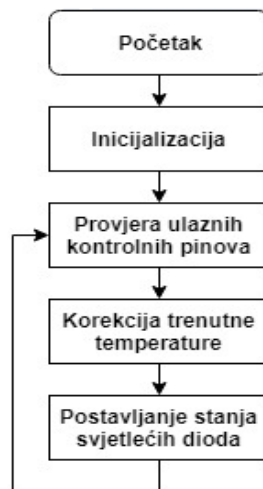 Početak
Inicijalizacija
Provjera ulaznih
kontrolnih pinova
Korekcija trenutne
temperature
Postavljanje stanja
svjetlećih dioda